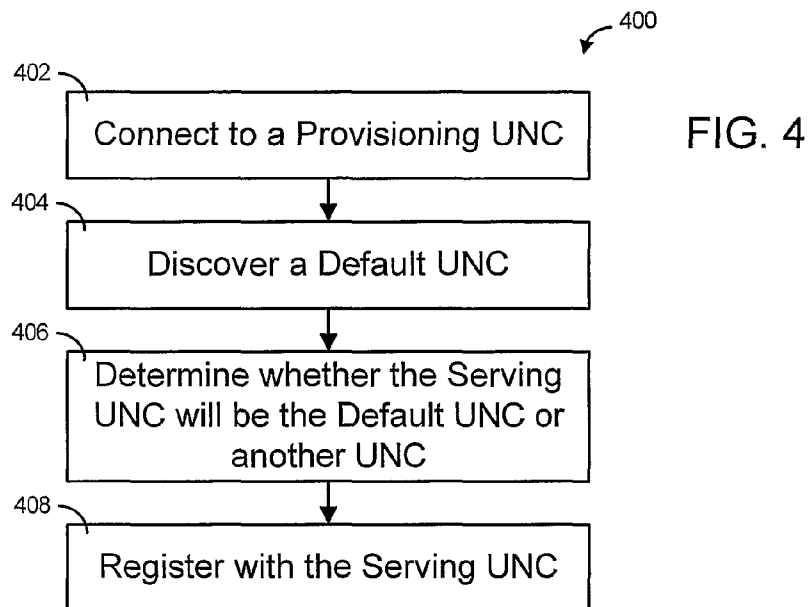 400
402
Connect to a Provisioning UNC
FIG. 4
404
Discover a Default UNC
406
Determine whether the Serving
UNC will be the Default UNC or
another UNC
408
Register with the Serving UNC